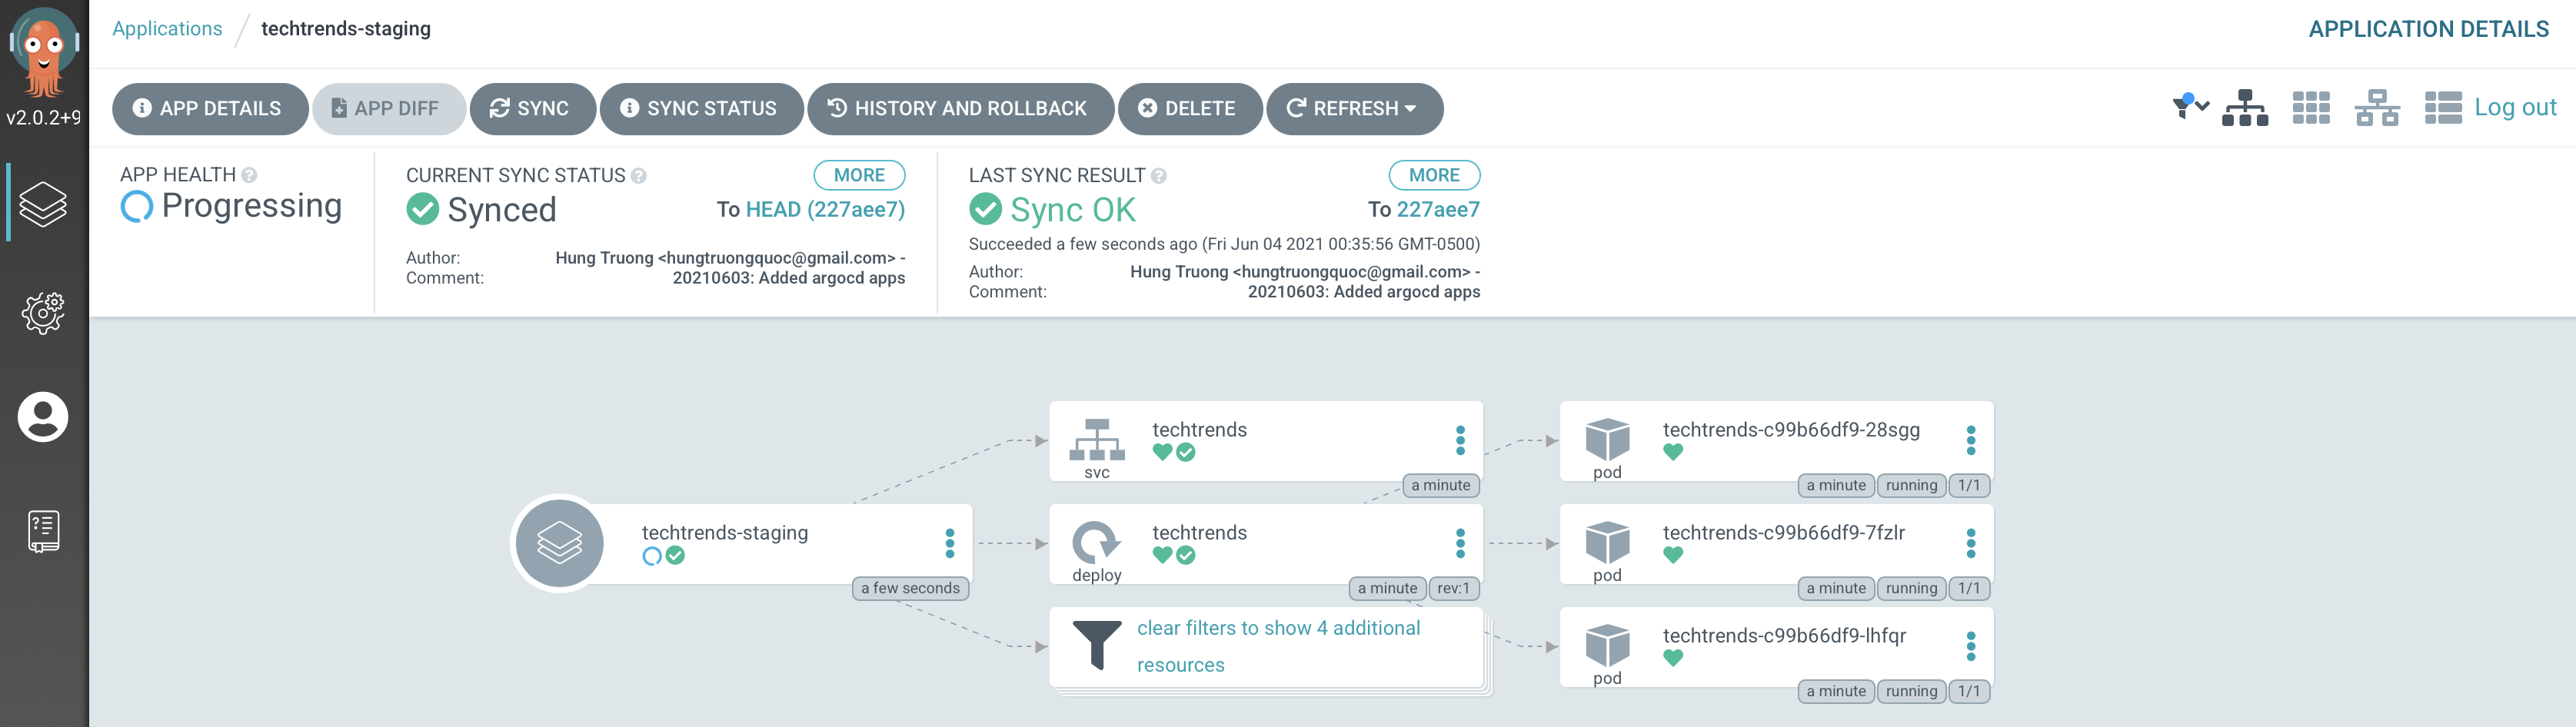 Applications / techtrends-staging
APPLICATION DETAILS
v2.0.2+9
APP DETAILS
APP DIFF
SYNC
SYNC STATUS
HISTORY AND ROLLBACK
DELETE
REFRESH
Log out
APP HEALTH
Progressing
CURRENT SYNC STATUS
MORE
Synced
To HEAD (227aee7)
Author: Hung Truong <hungtruongquoc@gmail.com> -
Comment: 20210603: Added argocd apps
LAST SYNC RESULT
MORE
Sync OK
To 227aee7
Succeeded a few seconds ago (Fri Jun 04 2021 00:35:56 GMT-0500)
Author: Hung Truong <hungtruongquoc@gmail.com> -
Comment: 20210603: Added argocd apps
techtrends-staging
a few seconds
techtrends
svc
a minute
techtrends
deploy
a minute rev:1
clear filters to show 4 additional
resources
techtrends-c99b66df9-28sgg
pod
a minute running 1/1
techtrends-c99b66df9-7fzlr
pod
a minute running 1/1
techtrends-c99b66df9-lhfqr
pod
a minute running 1/1